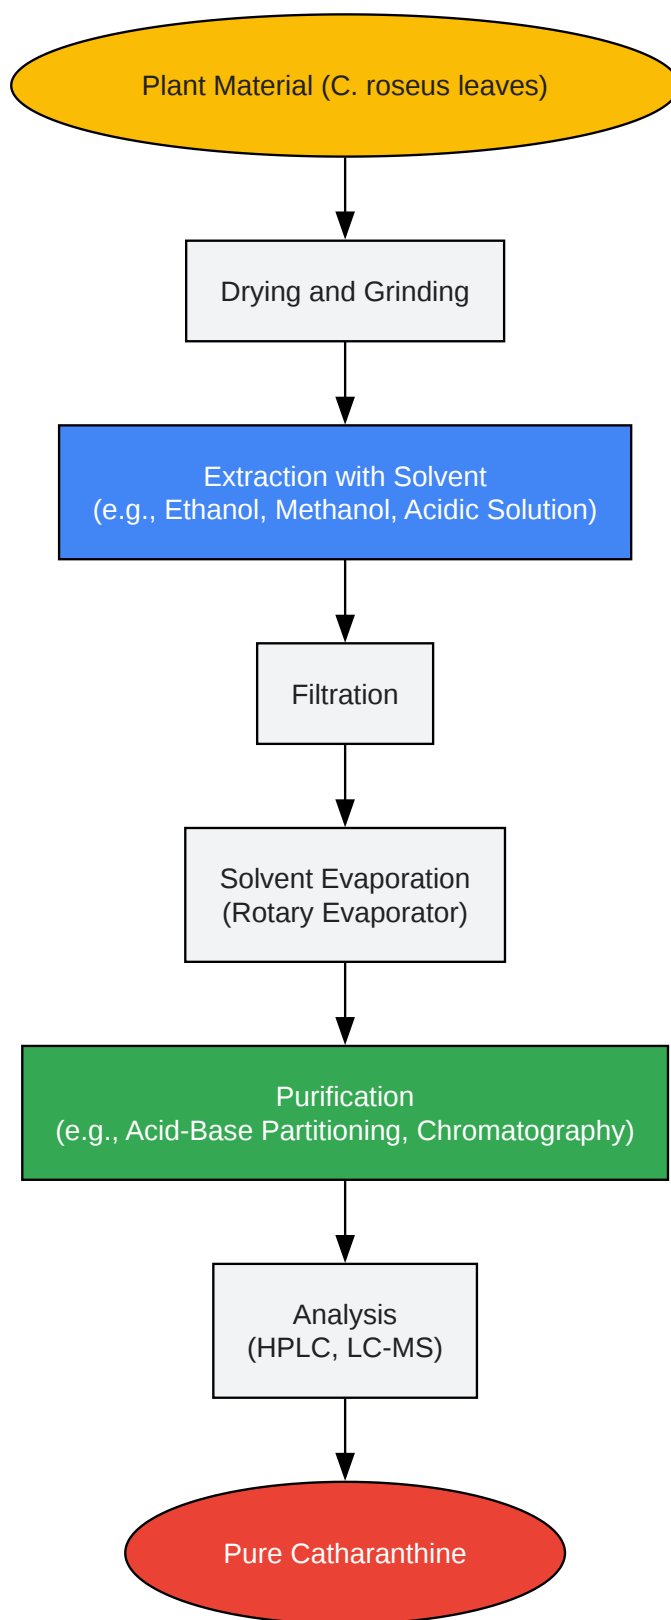 Plant Material (C. roseus leaves)
Drying and Grinding
Extraction with Solvent
(e.g., Ethanol, Methanol, Acidic Solution)
Filtration
Solvent Evaporation
(Rotary Evaporator)
Purification
(e.g., Acid-Base Partitioning, Chromatography)
Analysis
(HPLC, LC-MS)
Pure Catharanthine